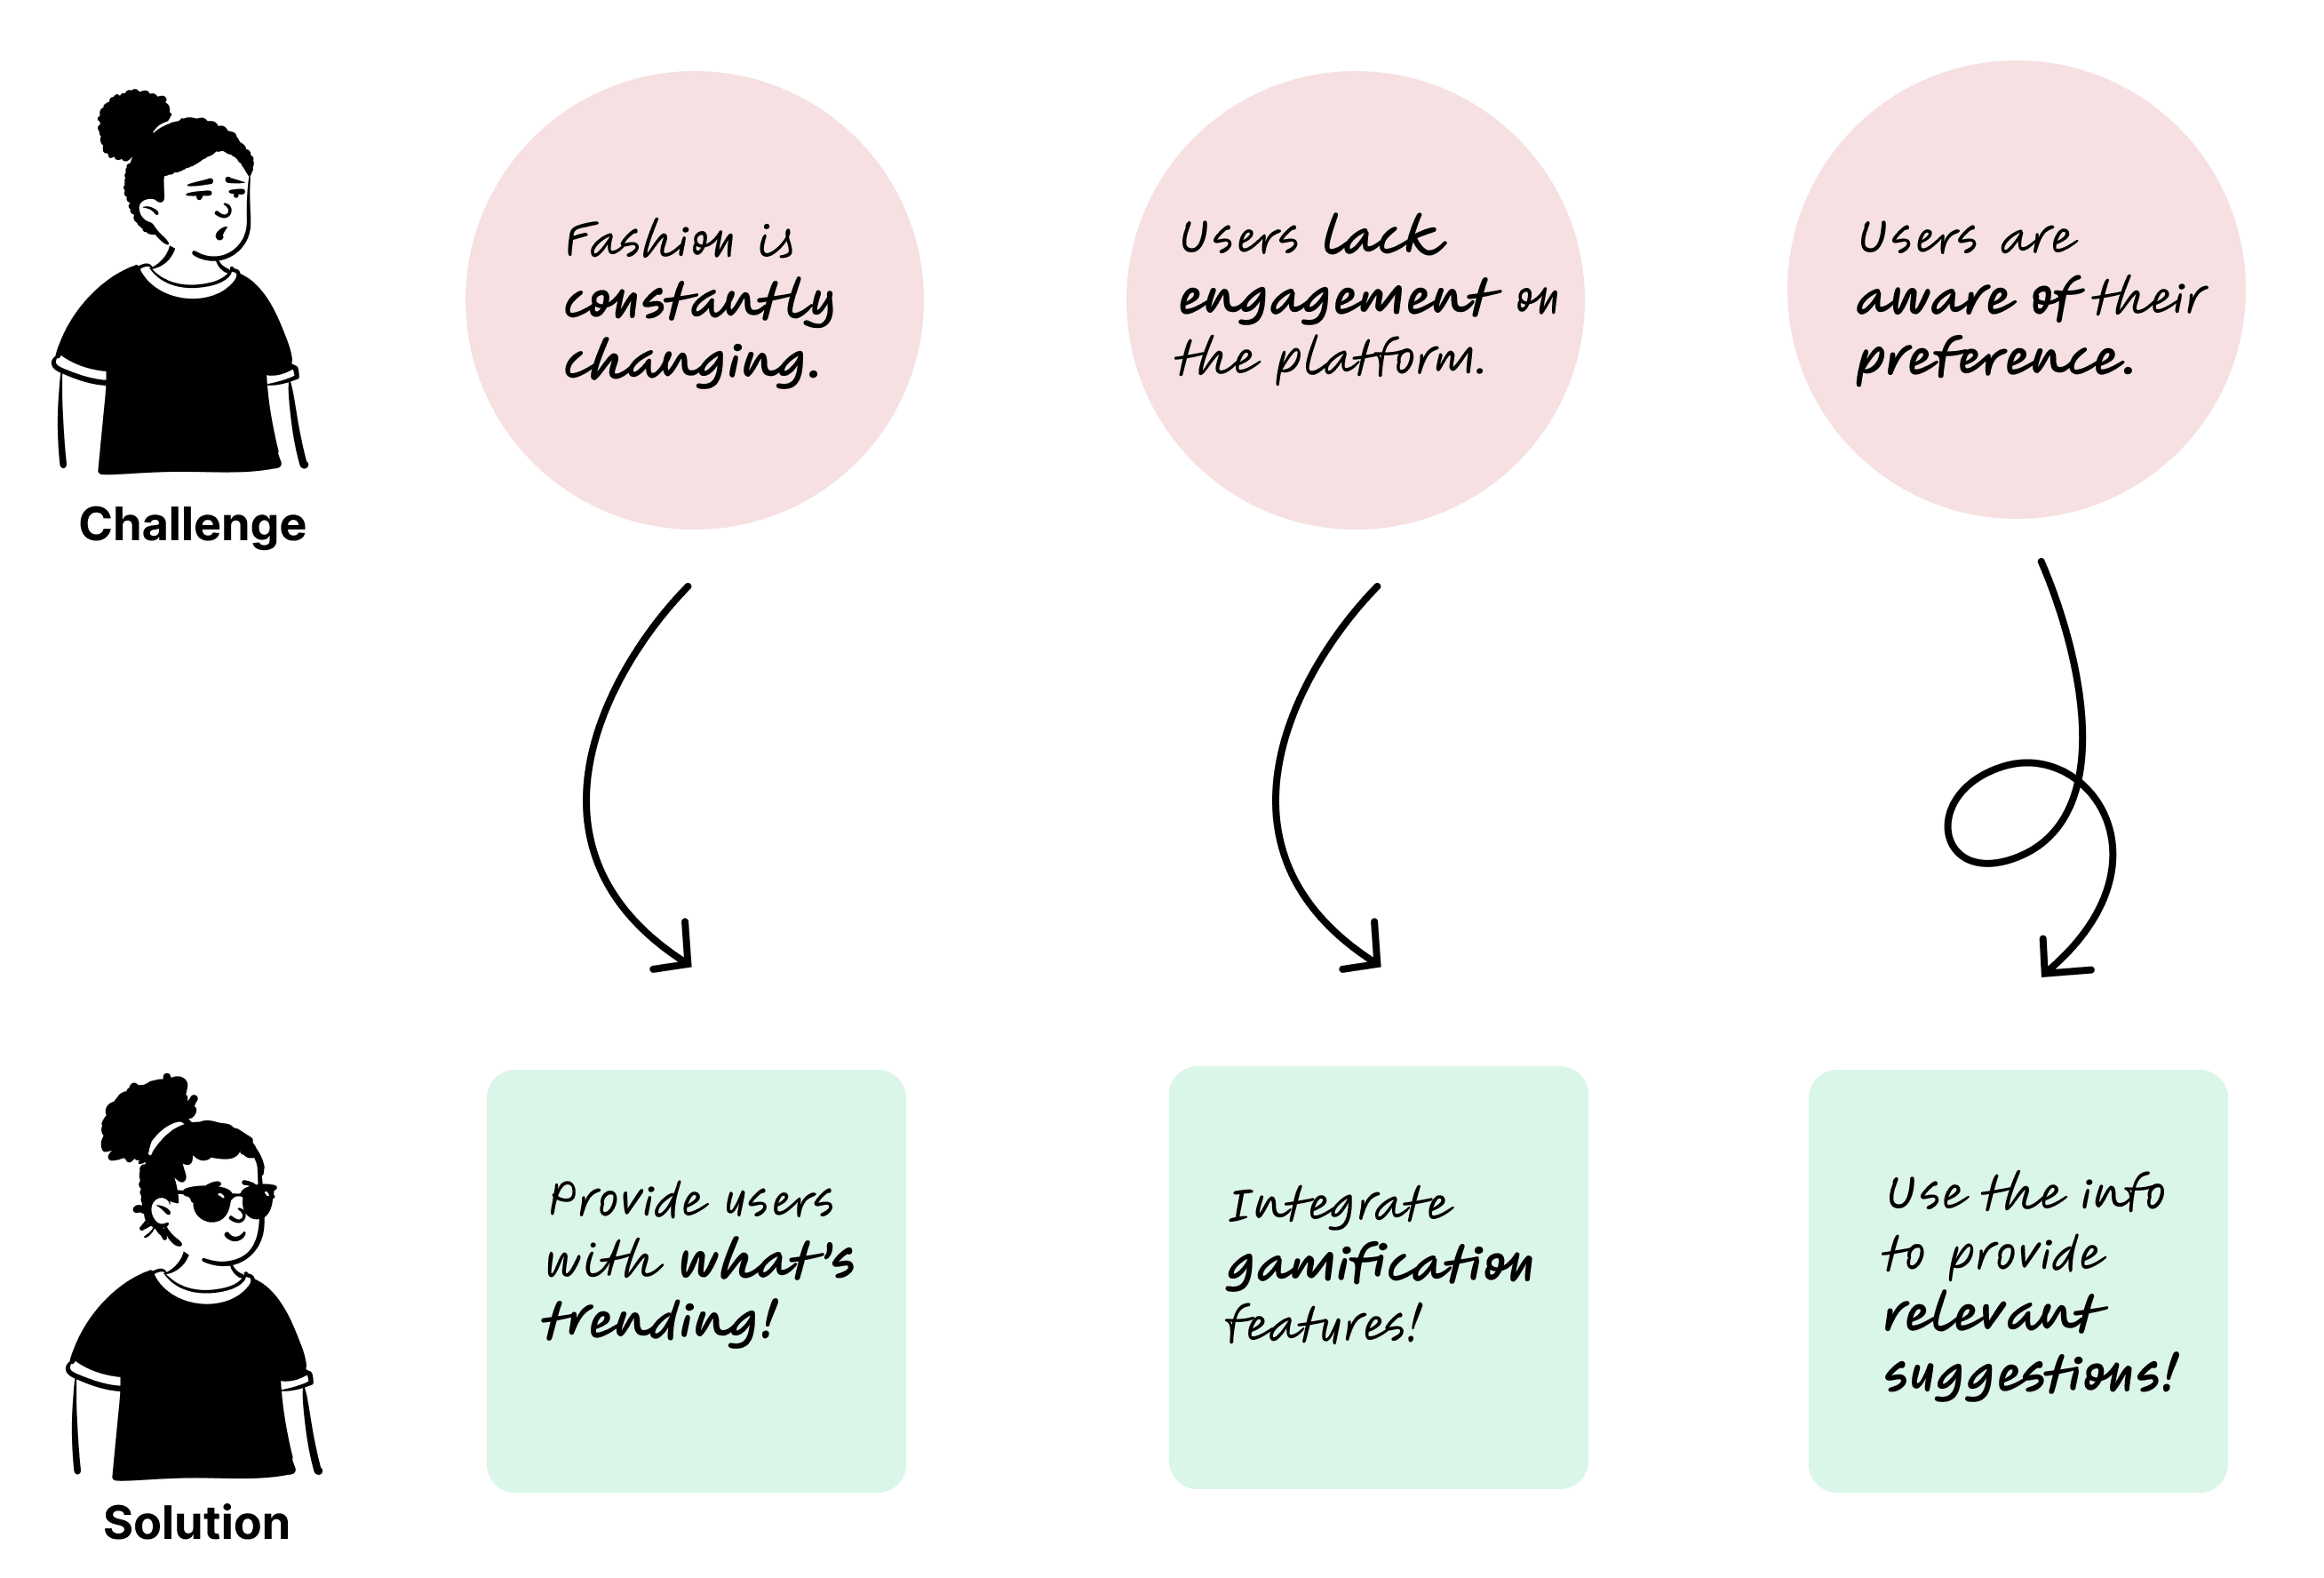 Fashion is
constantly
changing.
Users lack
engagement on
the platform.
Users are
aware of their
preference.
Challenge
Provide users
with what's
trending!
Integrate
gamification
features!
Use the info
to provide
relevant
suggestions!
Solution